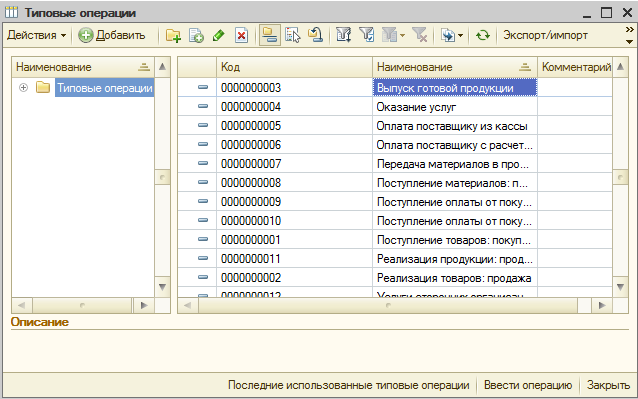 Типовые операции
Действия Добавить Экспорт/импорт »
Наименование
Типовые операции
Код Наименование Комментарий
0000000003 Выпуск готовой продукции
0000000004 Оказание услуг
0000000005 Оплата поставщику из кассы
0000000006 Оплата поставщику с расчет...
0000000007 Передача материалов в про...
0000000008 Поступление материалов: п...
0000000009 Поступление оплаты от поку...
0000000010 Поступление оплаты от поку...
0000000001 Поступление товаров: покуп...
0000000011 Реализация продукции: прод...
0000000002 Реализация товаров: продажа
0000000012 Услуги сторонних организац...
Описание
Последние использованные типовые операции Ввести операцию Закрыть